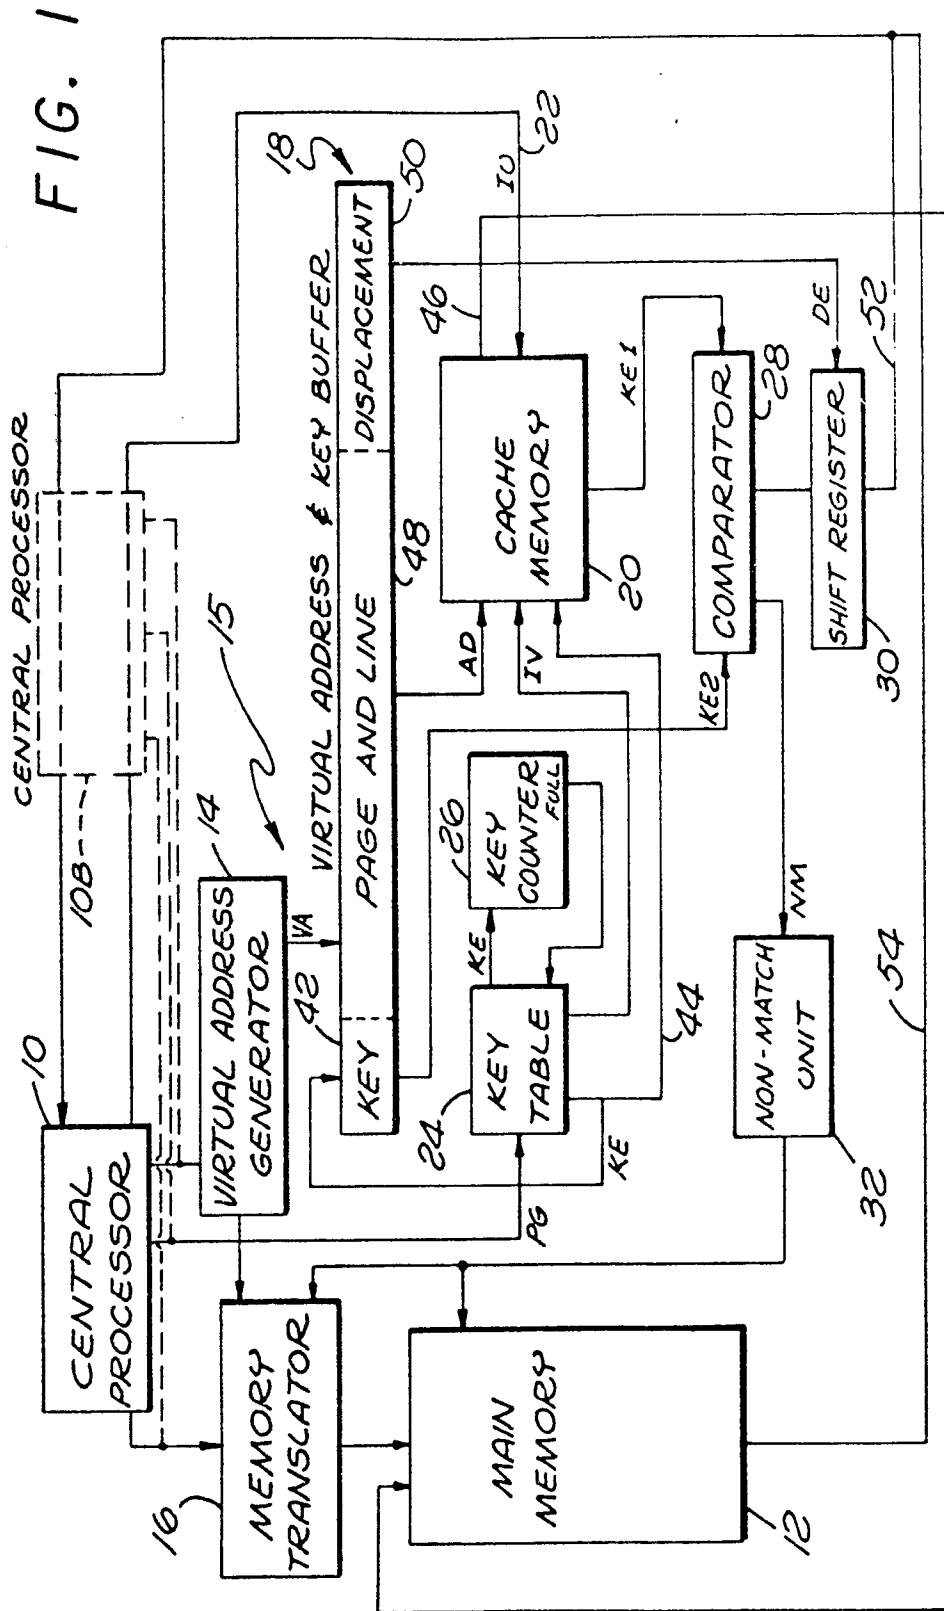 FIG. 1
CENTRAL PROCESSOR
10B
10
CENTRAL
PROCESSOR
14
VIRTUAL ADDRESS
GENERATOR
15
VA
VIRTUAL ADDRESS & KEY BUFFER
18
42
KEY
PAGE AND LINE
48
DISPLACEMENT
50
16
MEMORY
TRANSLATOR
PG
24
KEY
TABLE
KE
KE
26
KEY
COUNTER
FULL
AD
IV
IU
22
CACHE
MEMORY
20
46
44
KE1
KE2
COMPARATOR
28
DE
SHIFT REGISTER
30
52
NM
NON-MATCH
UNIT
32
MAIN
MEMORY
12
54